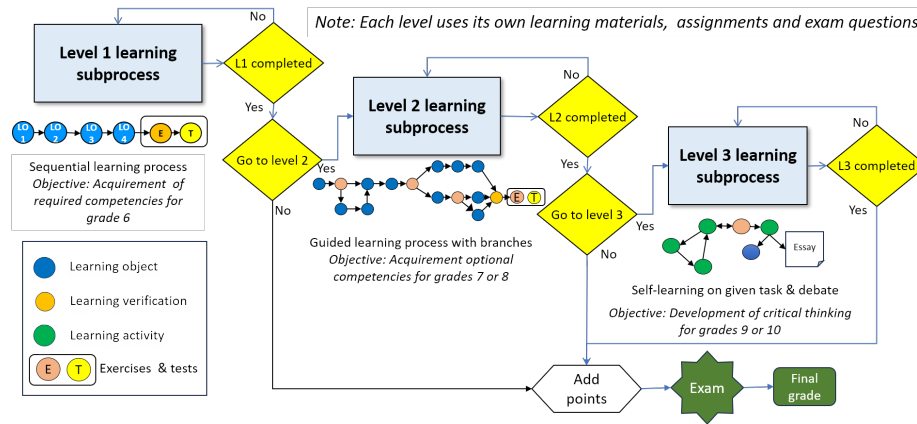 No
Note: Each level uses its own learning materials, assignments and exam questions
Level 1 learning
subprocess
L1 completed
Yes
LO
1
LO
2
LO
3
LO
4
E
T
Sequential learning process
Objective: Acquirement of
required competencies for
grade 6
Go to level 2
Yes
No
No
Level 2 learning
subprocess
L2 completed
Yes
E
T
Guided learning process with branches
Objective: Acquirement optional
competencies for grades 7 or 8
Go to level 3
Yes
No
No
Level 3 learning
subprocess
L3 completed
Yes
Essay
Self-learning on given task & debate
Objective: Development of critical thinking
for grades 9 or 10
Learning object
Learning verification
Learning activity
E
T
Exercises & tests
Add
points
Exam
Final
grade